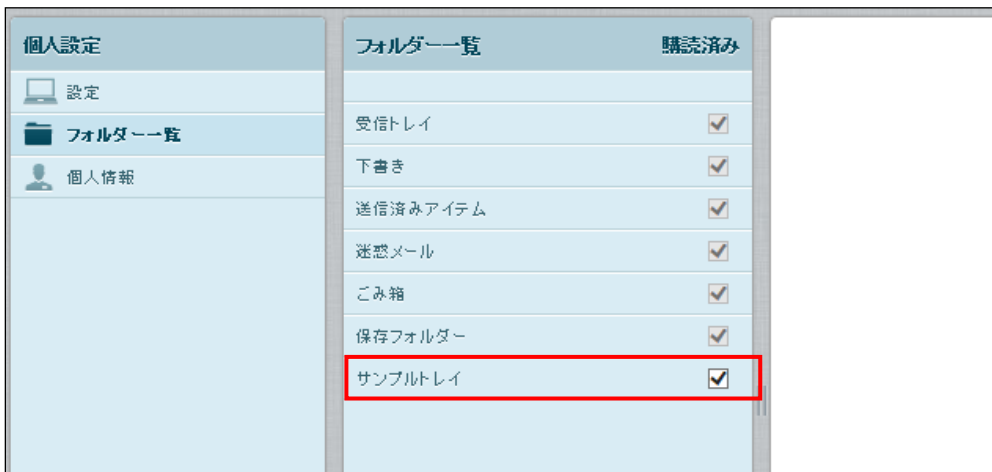 個人設定
設定
フォルダー一覧
個人情報
フォルダー一覧 購読済み
受信トレイ
下書き
送信済みアイテム
迷惑メール
ごみ箱
保存フォルダー
サンプルトレイ